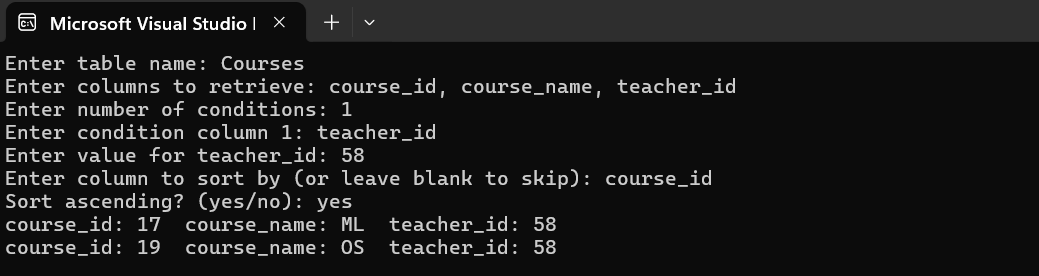 Microsoft Visual Studio
Enter table name: Courses
Enter columns to retrieve: course_id, course_name, teacher_id
Enter number of conditions: 1
Enter condition column 1: teacher_id
Enter value for teacher_id: 58
Enter column to sort by (or leave blank to skip): course_id
Sort ascending? (yes/no): yes
course_id: 17  course_name: ML  teacher_id: 58
course_id: 19  course_name: OS  teacher_id: 58